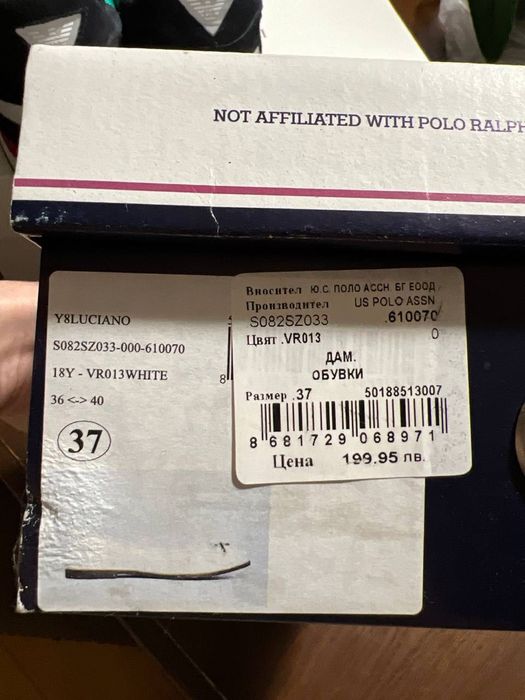 NOT AFFILIATED WITH POLO RALPH
Y8LUCIANO
S082SZ033-000-610070
18Y - VR013WHITE
36 <-> 40
37
8
Вносител Ю.С. ПОЛО АССН. БГ ЕООД
Производител US POLO ASSN
S082SZ033 .610070
Цвят .VR013 0
ДАМ.
ОБУВКИ
Размер .37 50188513007
8 681729 068971
Цена 199.95 лв.